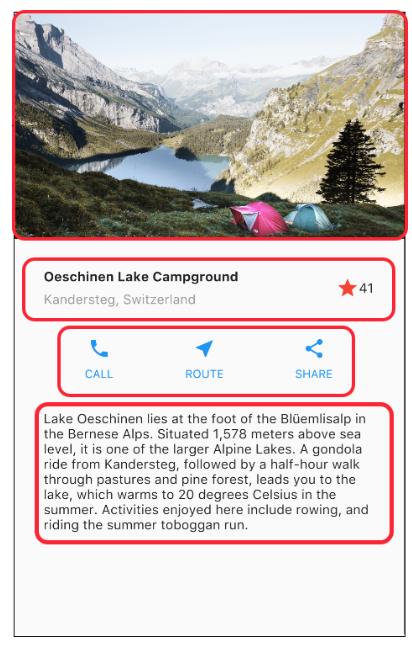 Oeschinen Lake Campground
Kandersteg, Switzerland
41
CALL
ROUTE
SHARE
Lake Oeschinen lies at the foot of the Blüemlisalp in
the Bernese Alps. Situated 1,578 meters above sea
level, it is one of the larger Alpine Lakes. A gondola
ride from Kandersteg, followed by a half-hour walk
through pastures and pine forest, leads you to the
lake, which warms to 20 degrees Celsius in the
summer. Activities enjoyed here include rowing, and
riding the summer toboggan run.